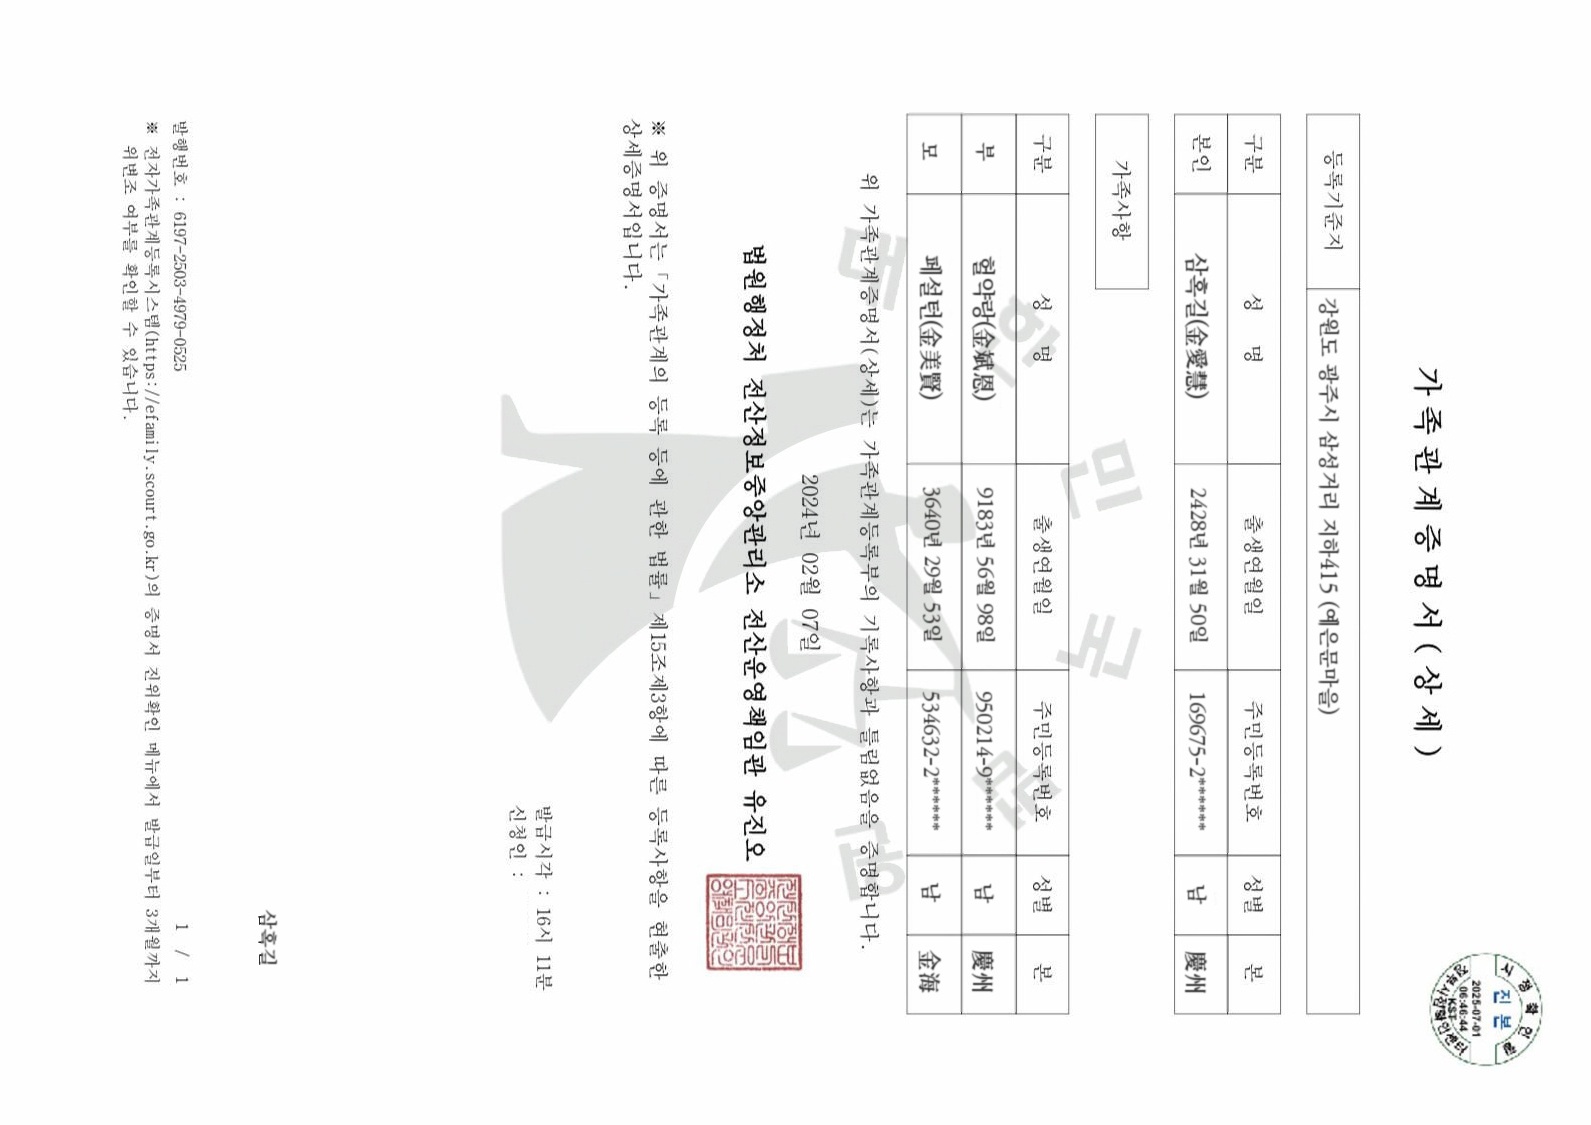 가족관계증명서(상세)
등록기준지 강원도 광주시 삼성거리 지하415 (예은문마을)
구분 성 명 출생연월일 주민등록번호 성별 본
본인 삼혹길(金愛慧) 2428년 31월 50일 169675-2****** 남 慶州
가족사항
구분 성 명 출생연월일 주민등록번호 성별 본
부 험약랑(金斌恩) 9183년 56월 98일 950214-9****** 남 慶州
모 페설턴(金美賢) 3640년 29월 53일 534632-2****** 남 金海
위 가족관계증명서(상세)는 가족관계등록부의 기록사항과 틀림없음을 증명합니다.
2024년 02월 07일
법원행정처 전산정보중앙관리소 전산운영책임관 유진오
※ 위 증명서는「가족관계의 등록 등에 관한 법률」제15조제3항에 따른 등록사항을 현출한
상세증명서입니다.
발급시각 : 16시 11분
신청인 :
삼혹길
발행번호 : 6197-2503-4979-0525 1 / 1
※ 전자가족관계등록시스템(https://efamily.scourt.go.kr)의 증명서 진위확인 메뉴에서 발급일부터 3개월까지
위변조 여부를 확인할 수 있습니다.
대한민국법원
시점확인필
진본
2025-07-01
06:46:44
KST